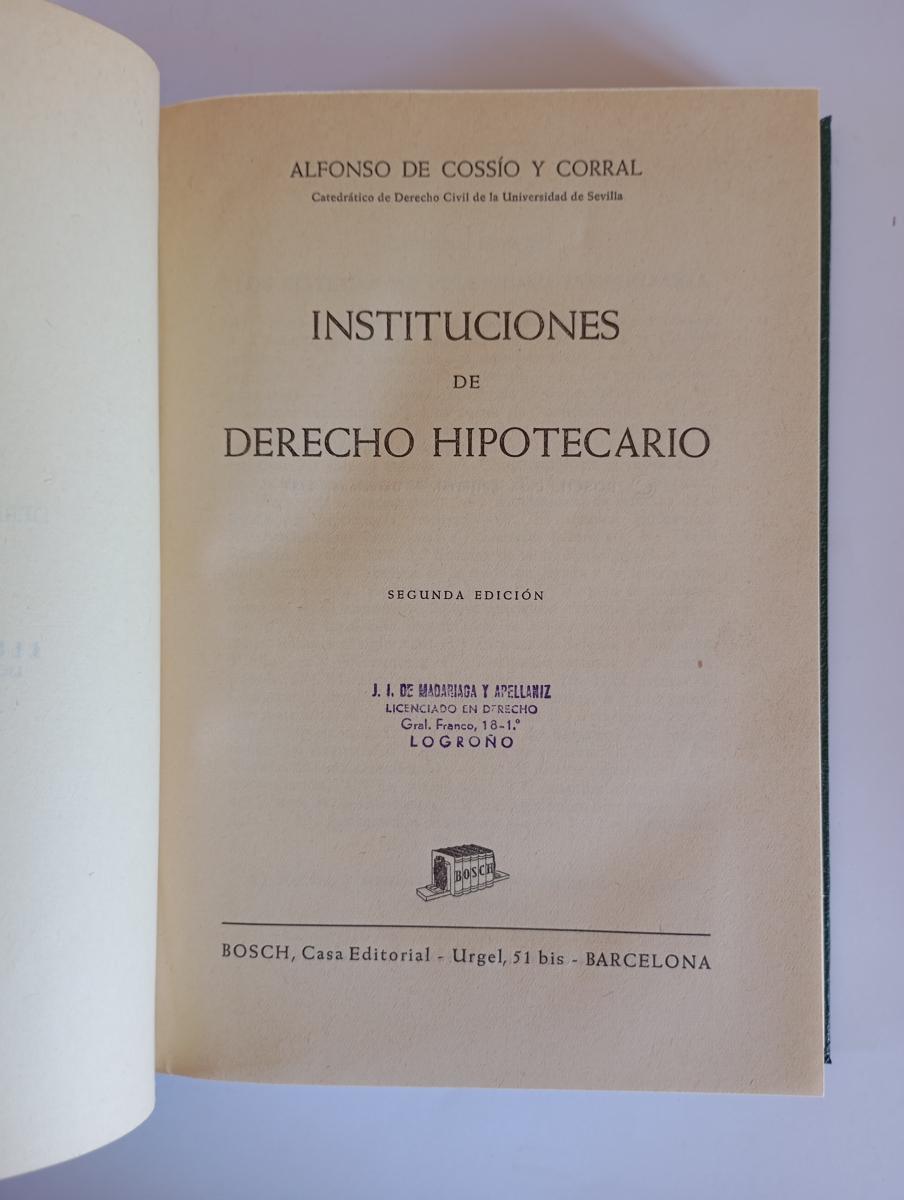 ALFONSO DE COSSÍO Y CORRAL
Catedrático de Derecho Civil de la Universidad de Sevilla
INSTITUCIONES
DE
DERECHO HIPOTECARIO
SEGUNDA EDICIÓN
J. I. DE MADARIAGA Y APELLANIZ
LICENCIADO EN DERECHO
Gral. Franco, 18-1.º
LOGROÑO
BOSCH
BOSCH, Casa Editorial - Urgel, 51 bis - BARCELONA